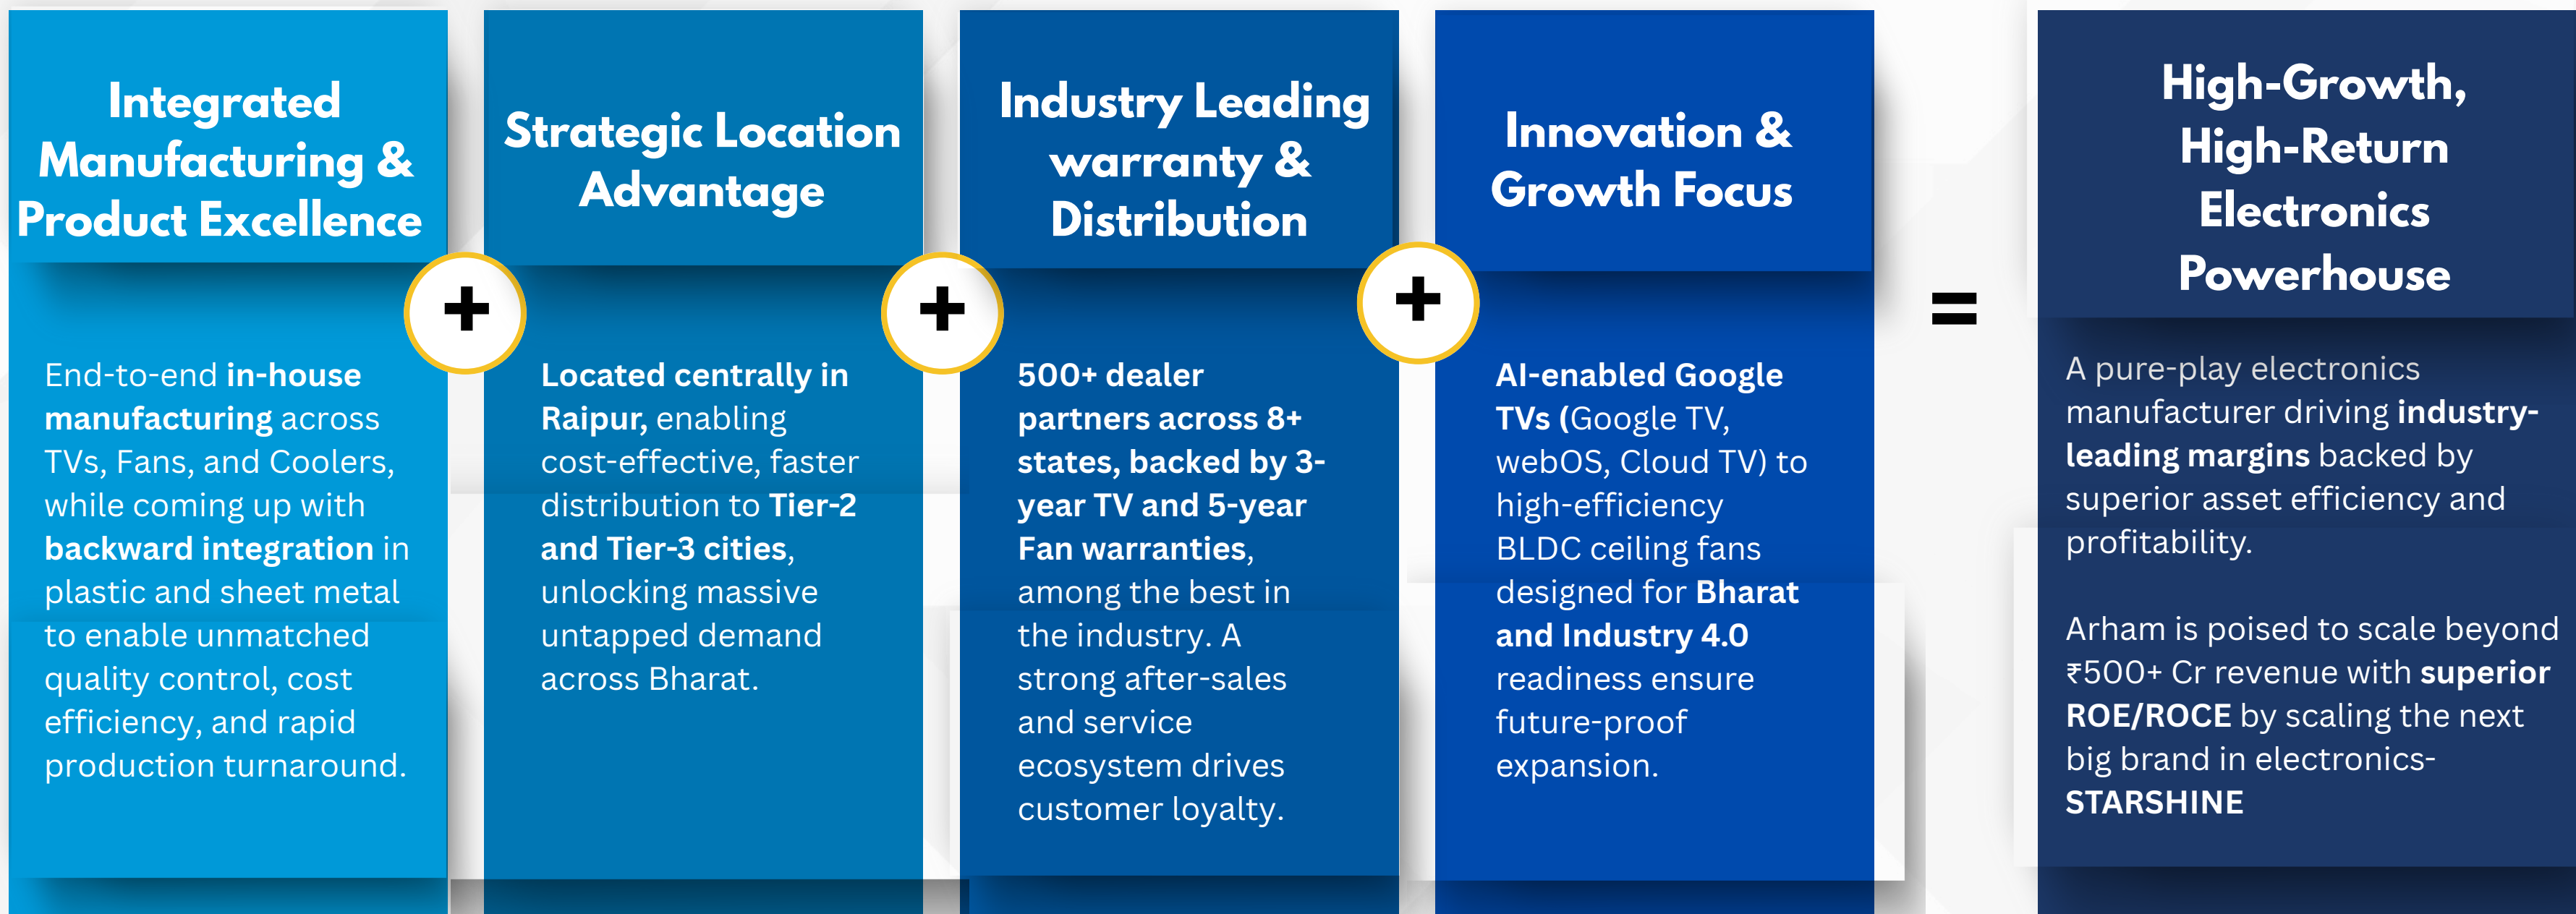 Integrated
Manufacturing &
Product Excellence
End-to-end in-house
manufacturing across
TVs, Fans, and Coolers,
while coming up with
backward integration in
plastic and sheet metal
to enable unmatched
quality control, cost
efficiency, and rapid
production turnaround.
+
Strategic Location
Advantage
Located centrally in
Raipur, enabling
cost-effective, faster
distribution to Tier-2
and Tier-3 cities,
unlocking massive
untapped demand
across Bharat.
+
Industry Leading
warranty &
Distribution
500+ dealer
partners across 8+
states, backed by 3-
year TV and 5-year
Fan warranties,
among the best in
the industry. A
strong after-sales
and service
ecosystem drives
customer loyalty.
+
Innovation &
Growth Focus
AI-enabled Google
TVs (Google TV,
webOS, Cloud TV) to
high-efficiency
BLDC ceiling fans
designed for Bharat
and Industry 4.0
readiness ensure
future-proof
expansion.
=
High-Growth,
High-Return
Electronics
Powerhouse
A pure-play electronics
manufacturer driving industry-
leading margins backed by
superior asset efficiency and
profitability.
Arham is poised to scale beyond
₹500+ Cr revenue with superior
ROE/ROCE by scaling the next
big brand in electronics-
STARSHINE